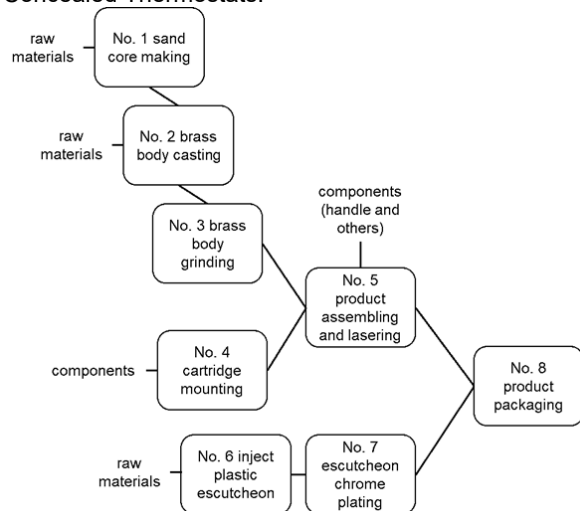 Concealed Thermostat.
raw
materials
No. 1 sand
core making
raw
materials
No. 2 brass
body casting
No. 3 brass
body
grinding
components
(handle and
others)
No. 5
product
assembling
and lasering
components
No. 4
cartridge
mounting
No. 8
product
packaging
raw
materials
No. 6 inject
plastic
escutcheon
No. 7
escutcheon
chrome
plating